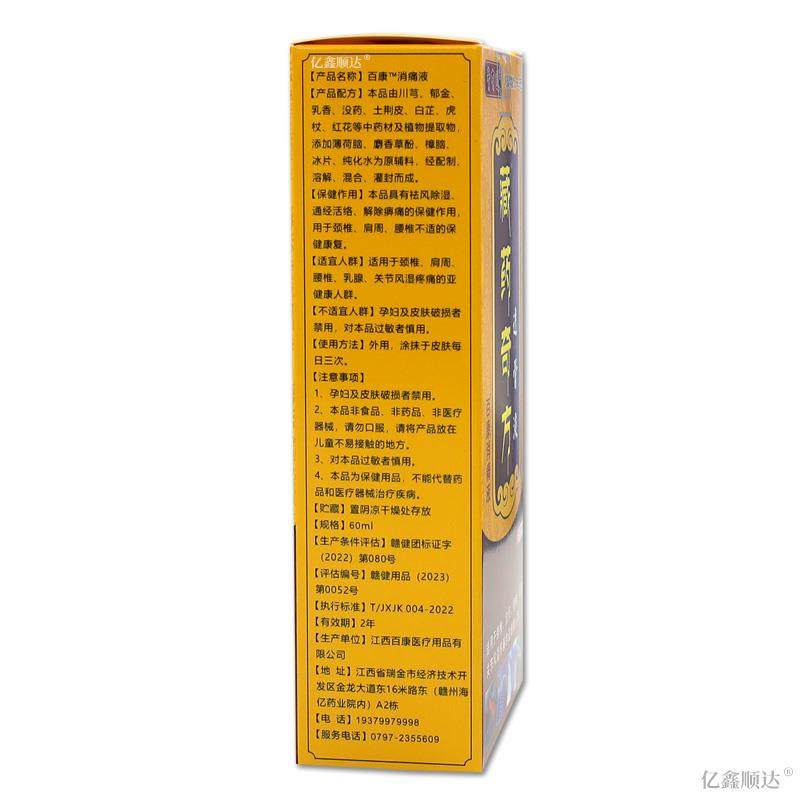 亿鑫顺达®
【产品名称】百康™消痛液
【产品配方】本品由川芎、郁金、
乳香、没药、土荆皮、白芷、虎
杖、红花等中药材及植物提取物，
添加薄荷脑、麝香草酚、樟脑、
冰片、纯化水为原辅料，经配制、
溶解、混合、灌封而成。
【保健作用】本品具有祛风除湿、
通经活络、解除痹痛的保健作用，
用于颈椎、肩周、腰椎不适的保
健康复。
【适宜人群】适用于颈椎、肩周、
腰椎、乳腺、关节风湿疼痛的亚
健康人群。
【不适宜人群】孕妇及皮肤破损者
禁用，对本品过敏者慎用。
【使用方法】外用，涂抹于皮肤每
日三次。
【注意事项】
1、孕妇及皮肤破损者禁用。
2、本品非食品、非药品、非医疗
器械，请勿口服，请将产品放在
儿童不易接触的地方。
3、对本品过敏者慎用。
4、本品为保健用品，不能代替药
品和医疗器械治疗疾病。
【贮藏】置阴凉干燥处存放
【规格】60ml
【生产条件评估】赣健团标证字
（2022）第080号
【评估编号】赣健用品（2023）
第0052号
【执行标准】T/JXJK 004-2022
【有效期】2年
【生产单位】江西百康医疗用品有
限公司
【地 址】江西省瑞金市经济技术开
发区金龙大道东16米路东（赣州海
亿药业院内）A2栋
【电 话】19379979998
【服务电话】0797-2355609
藏药奇方
亿鑫顺达®